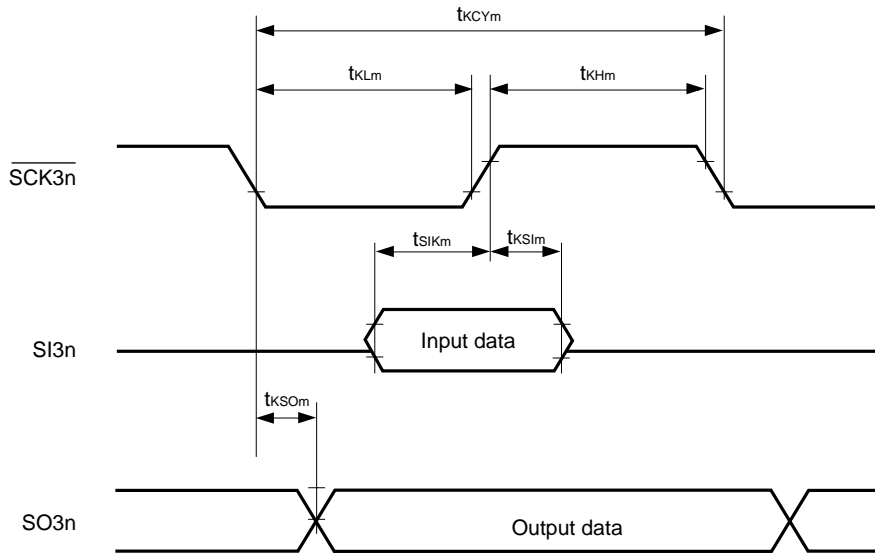 tKCYm
tKLm tKHm
SCK3n
tSIKm tKSIm
SI3n Input data
tKSOm
SO3n Output data